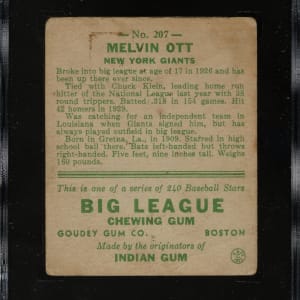 — No. 207 —
MELVIN OTT
NEW YORK GIANTS
Broke into big league at age of 17 in 1926 and has
been up there ever since.
Tied with Chuck Klein, leading home run
hitter of the National League last year with 38
round trippers. Batted .318 in 154 games. Hit
42 homers in 1929.
Was catching for an independent team in
Louisiana when Giants signed him, but has
always played outfield in big league.
Born in Gretna, La., in 1909. Starred in high
school ball there. Bats left-handed but throws
right-handed. Five feet, nine inches tall. Weighs
160 pounds.
This is one of a series of 240 Baseball Stars
BIG LEAGUE
CHEWING GUM
GOUDEY GUM CO. BOSTON
Made by the originators of
INDIAN GUM